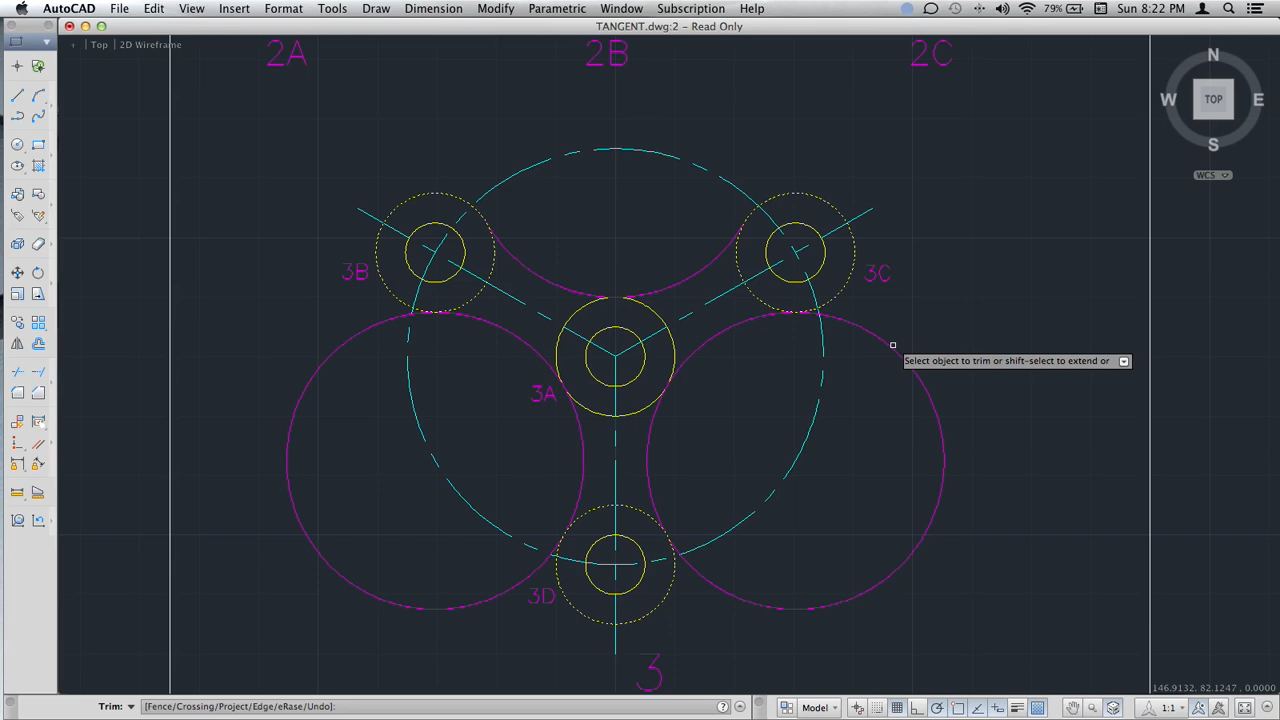 AutoCAD File Edit View Insert Format Tools Draw Dimension Modify Parametric Window Subscription Help 79% Sun 8:22 PM
TANGENT.dwg:2 – Read Only
+ Top 2D Wireframe
2A 2B 2C
N
W TOP E
S
WCS
3B 3C
Select object to trim or shift-select to extend or
3A
3D
3
146.9132, 82.1247, 0.0000
Trim: [Fence/Crossing/Project/Edge/eRase/Undo]: ? Model 1:1